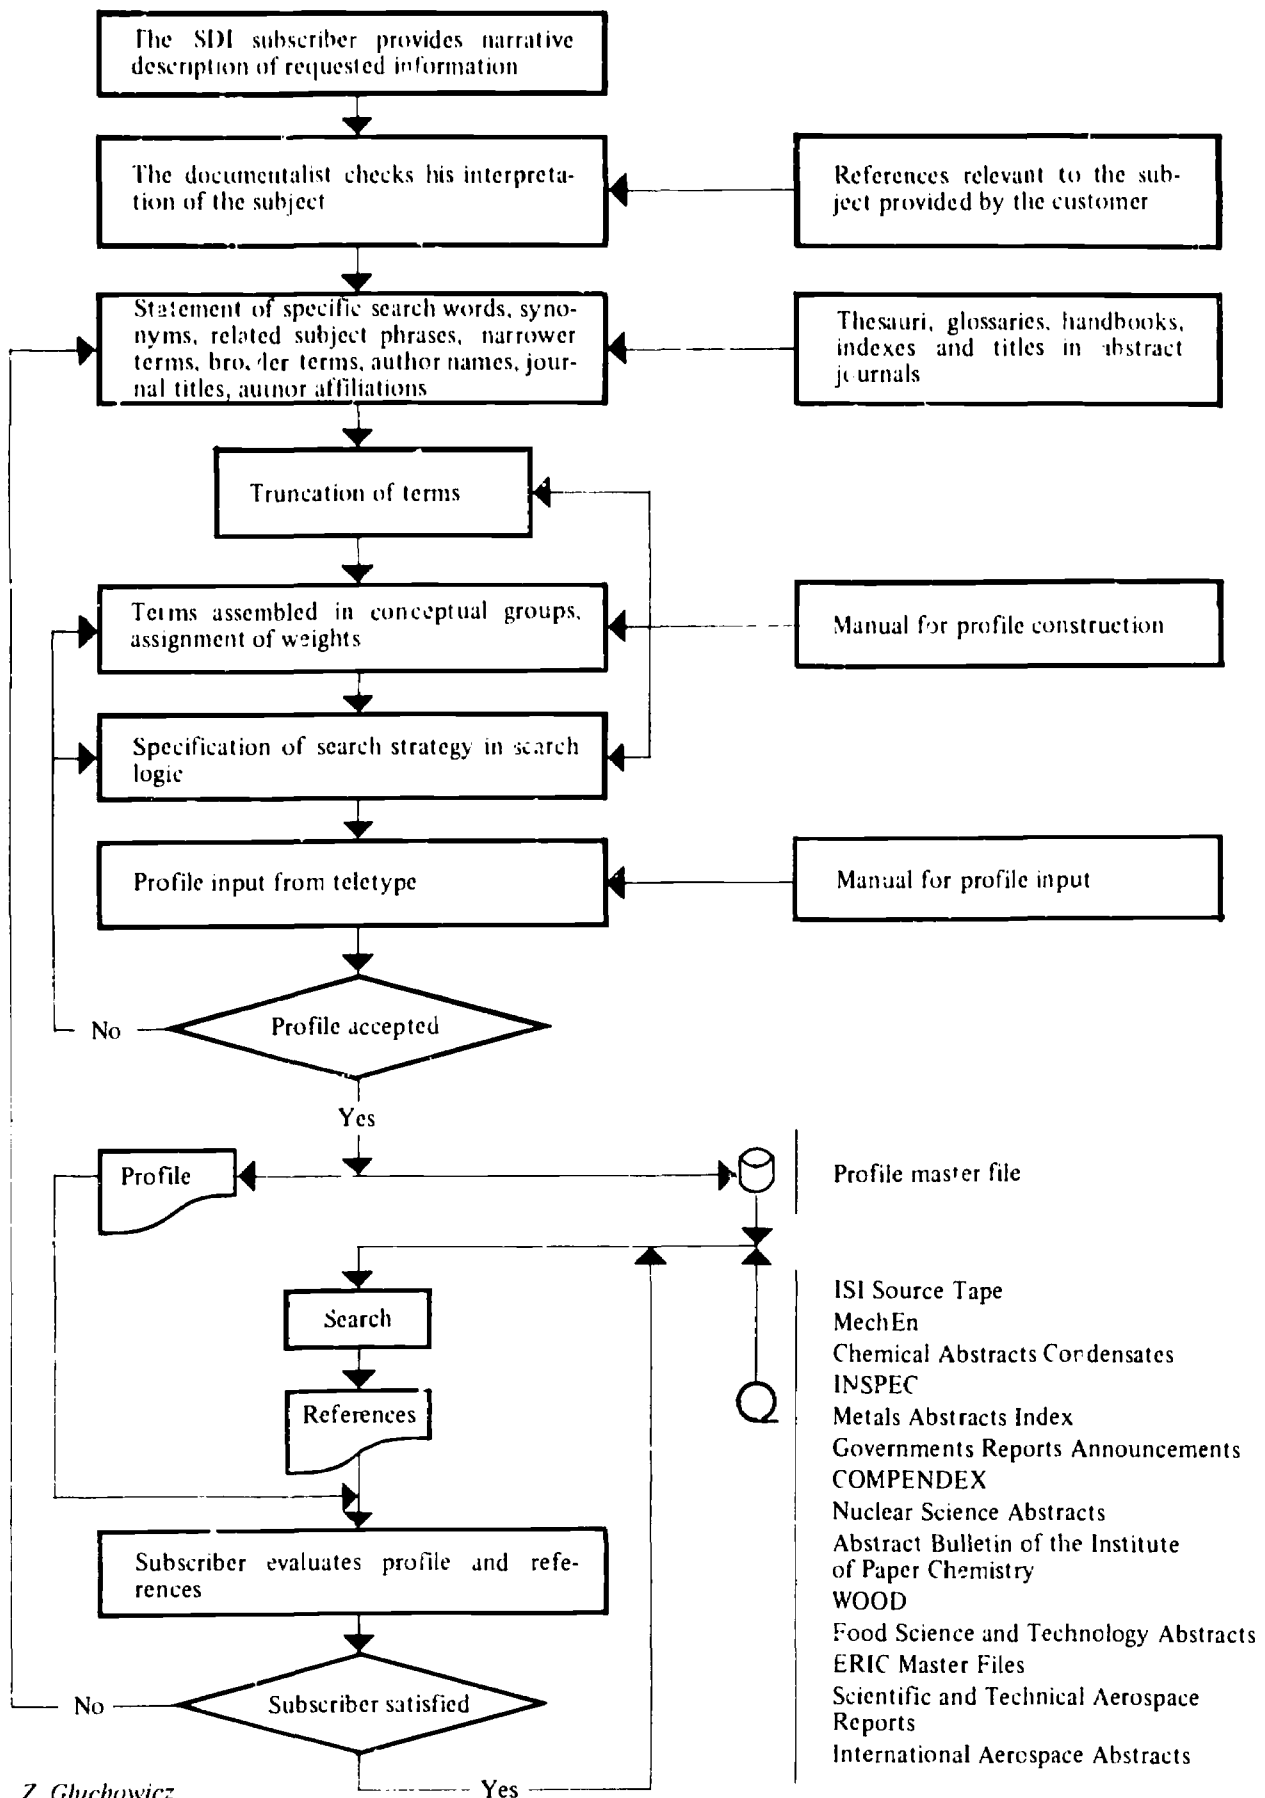 The SDI subscriber provides narrative
description of requested information
The documentalist checks his interpreta-
tion of the subject
References relevant to the sub-
ject provided by the customer
Statement of specific search words, syno-
nyms, related subject phrases, narrower
terms, broader terms, author names, jour-
nal titles, author affiliations
Thesauri, glossaries, handbooks,
indexes and titles in abstract
journals
Truncation of terms
Terms assembled in conceptual groups,
assignment of weights
Manual for profile construction
Specification of search strategy in search
logic
Profile input from teletype
Manual for profile input
Profile accepted
No
Yes
Profile
Profile master file
Search
References
ISI Source Tape
MechEn
Chemical Abstracts Condensates
INSPEC
Metals Abstracts Index
Governments Reports Announcements
COMPENDEX
Nuclear Science Abstracts
Abstract Bulletin of the Institute
of Paper Chemistry
WOOD
Food Science and Technology Abstracts
ERIC Master Files
Scientific and Technical Aerospace
Reports
International Aerospace Abstracts
Subscriber evaluates profile and refe-
rences
Subscriber satisfied
No
Yes
Z. Gluchowicz